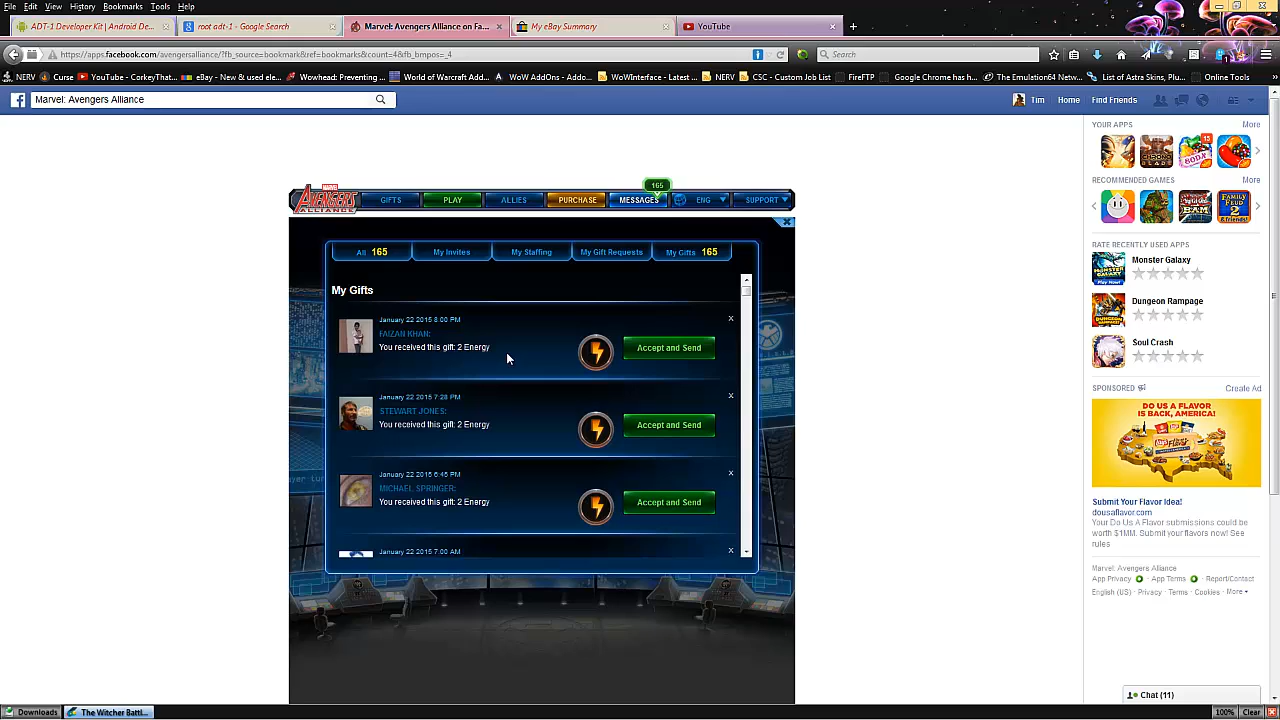 File Edit View History Bookmarks Tools Help
ADT-1 Developer Kit | Android De... × root adt-1 - Google Search × Marvel: Avengers Alliance on Fa... × My eBay Summary × YouTube × +
https://apps.facebook.com/avengersalliance/?fb_source=bookmark&ref=bookmarks&count=4&fb_bmpos=_4 Search
NERV Curse YouTube - CorkeyThat... eBay - New & used ele... Wowhead: Preventing ... World of Warcraft Add... WoW AddOns - Addo... WoWInterface - Latest ... NERV CSC - Custom Job List FireFTP Google Chrome has h... The Emulation64 Netw... List of Astra Skins, Plu... Online Tools
Marvel: Avengers Alliance Tim Home Find Friends
YOUR APPS More
15
SODA
RECOMMENDED GAMES More
BAM
FAMILY FEUD 2 & Friends!
165
MARVEL AVENGERS ALLIANCE GIFTS PLAY ALLIES PURCHASE MESSAGES ENG SUPPORT
All 165 My Invites My Staffing My Gift Requests My Gifts 165
My Gifts
January 22 2015 8:00 PM X
FAIZAN KHAN:
You received this gift: 2 Energy Accept and Send
January 22 2015 7:28 PM X
STEWART JONES:
You received this gift: 2 Energy Accept and Send
January 22 2015 6:45 PM X
MICHAEL SPRINGER:
You received this gift: 2 Energy Accept and Send
January 22 2015 7:00 AM X
RATE RECENTLY USED APPS
Monster Galaxy
Dungeon Rampage
Soul Crash
SPONSORED Create Ad
DO US A FLAVOR
IS BACK, AMERICA!
Submit Your Flavor Idea!
dousaflavor.com
Your Do Us A Flavor submissions could be
worth $1MM. Submit your flavors now! See
rules
Marvel: Avengers Alliance
App Privacy · App Terms · Report/Contact
English (US) · Privacy · Terms · Cookies · More
Chat (11)
Downloads The Witcher Battl... 100% Clear